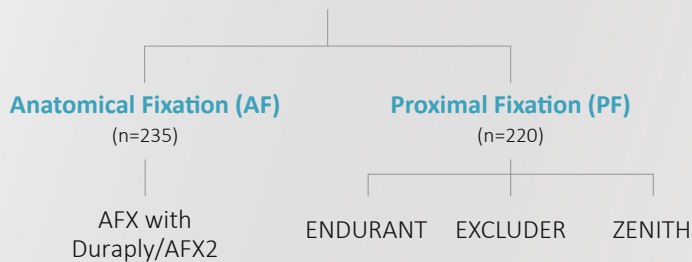 Anatomical Fixation (AF)
Proximal Fixation (PF)
(n=235)
(n=220)
AFX with
Duraply/AFX2
ENDURANT
EXCLUDER
ZENITH